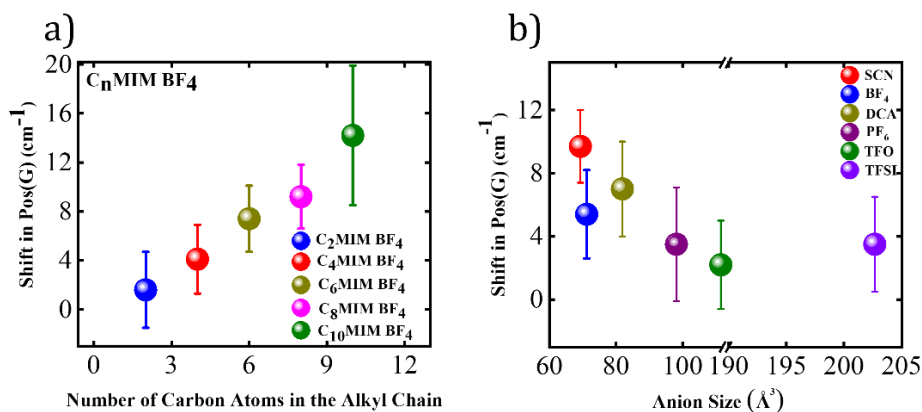 a)
CnMIM BF4
Shift in Pos(G) (cm-1)
20
16
12
8
4
0
C2MIM BF4
C4MIM BF4
C6MIM BF4
C8MIM BF4
C10MIM BF4
0 3 6 9 12
Number of Carbon Atoms in the Alkyl Chain
b)
Shift in Pos(G) (cm-1)
12
8
4
0
SCN
BF4
DCA
PF6
TFO
TFSI
60 80 100 190 195 200 205
Anion Size (Å3)